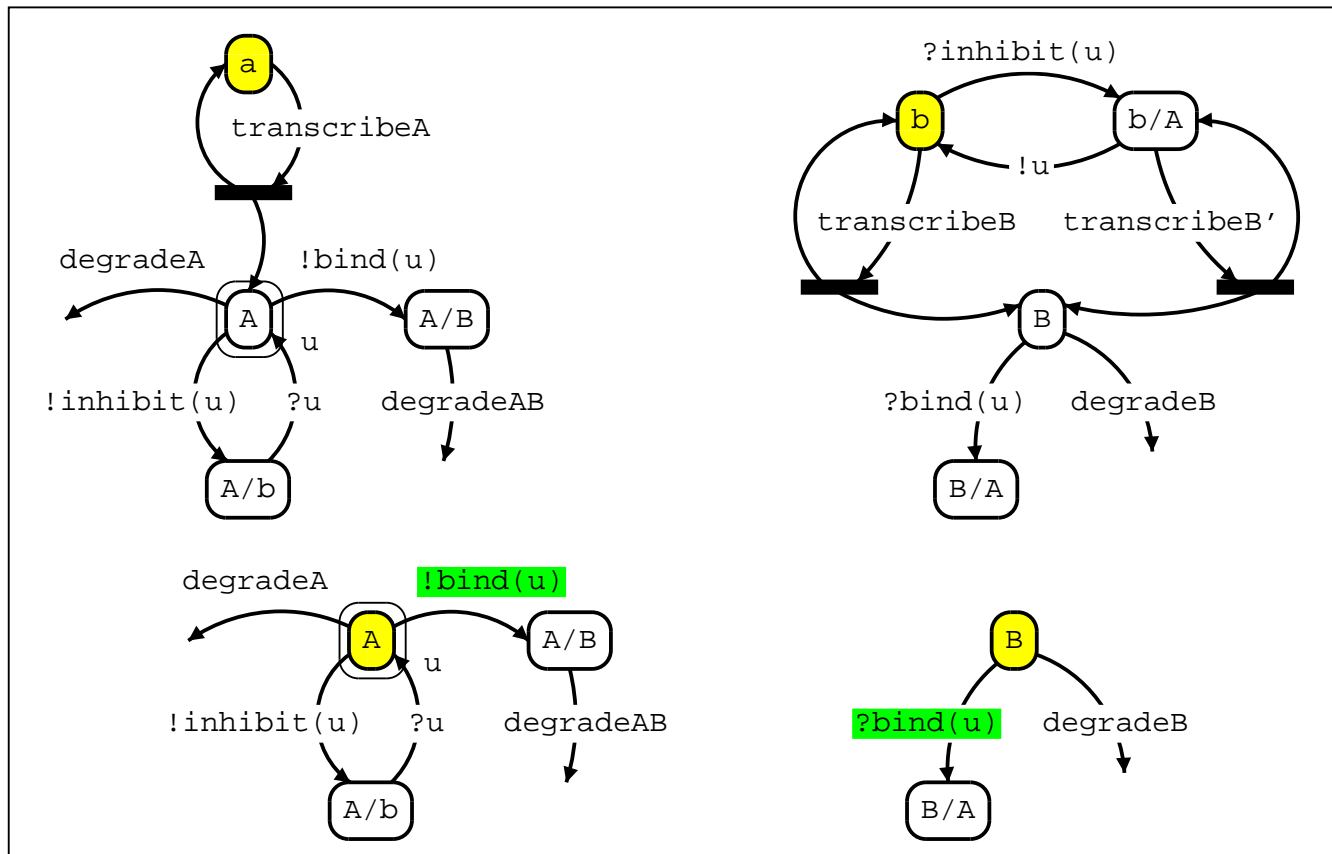 a
?inhibit(u)
transcribeA
b
b/A
!u
transcribeB
transcribeB’
degradeA
!bind(u)
A
u
A/B
B
!inhibit(u)
?u
degradeAB
?bind(u)
degradeB
A/b
B/A
degradeA
!bind(u)
A
u
A/B
B
!inhibit(u)
?u
degradeAB
?bind(u)
degradeB
A/b
B/A